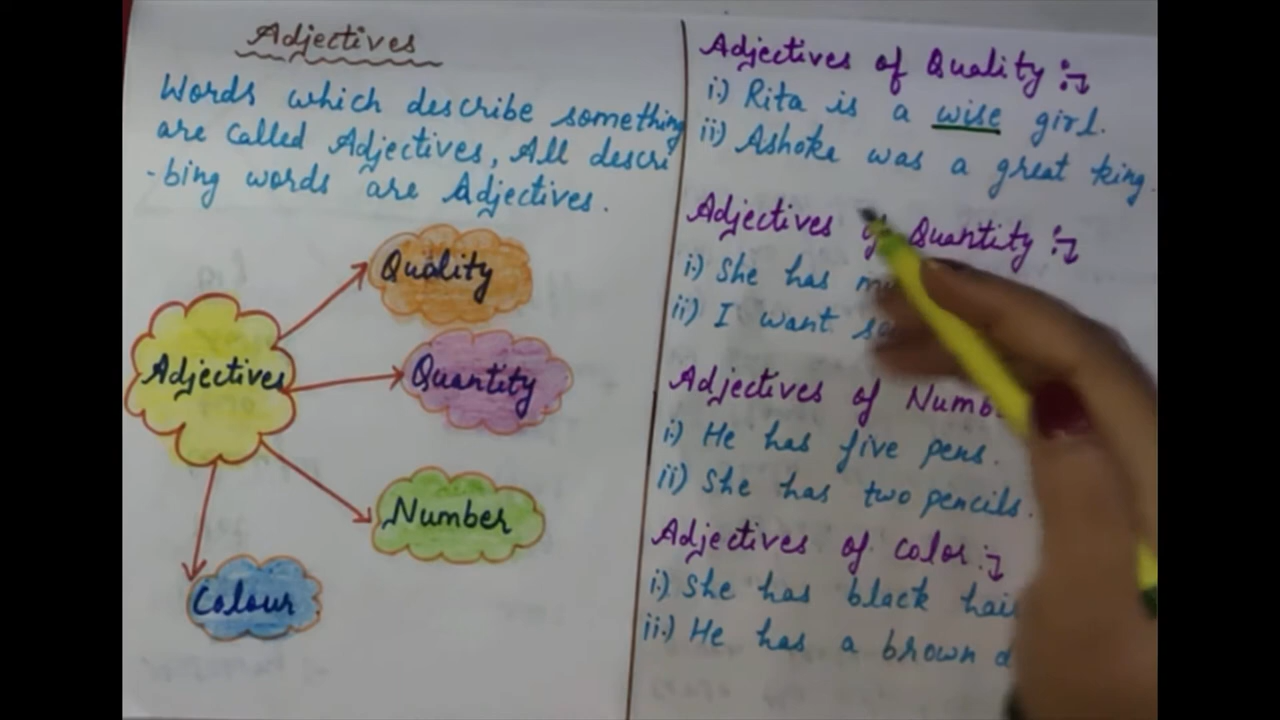 Adjectives
Words which describe something
are called Adjectives, All descri
-bing words are Adjectives.
Adjectives
Quality
Quantity
Number
Colour
Adjectives of Quality :→
i.) Rita is a wise girl.
ii) Ashoka was a great king.
Adjectives of Quantity :→
i.) She has
ii) I want
Adjectives of
i) He has five pens.
ii) She has two pencils.
Adjectives of color :→
i.) She has black
ii.) He has a brown